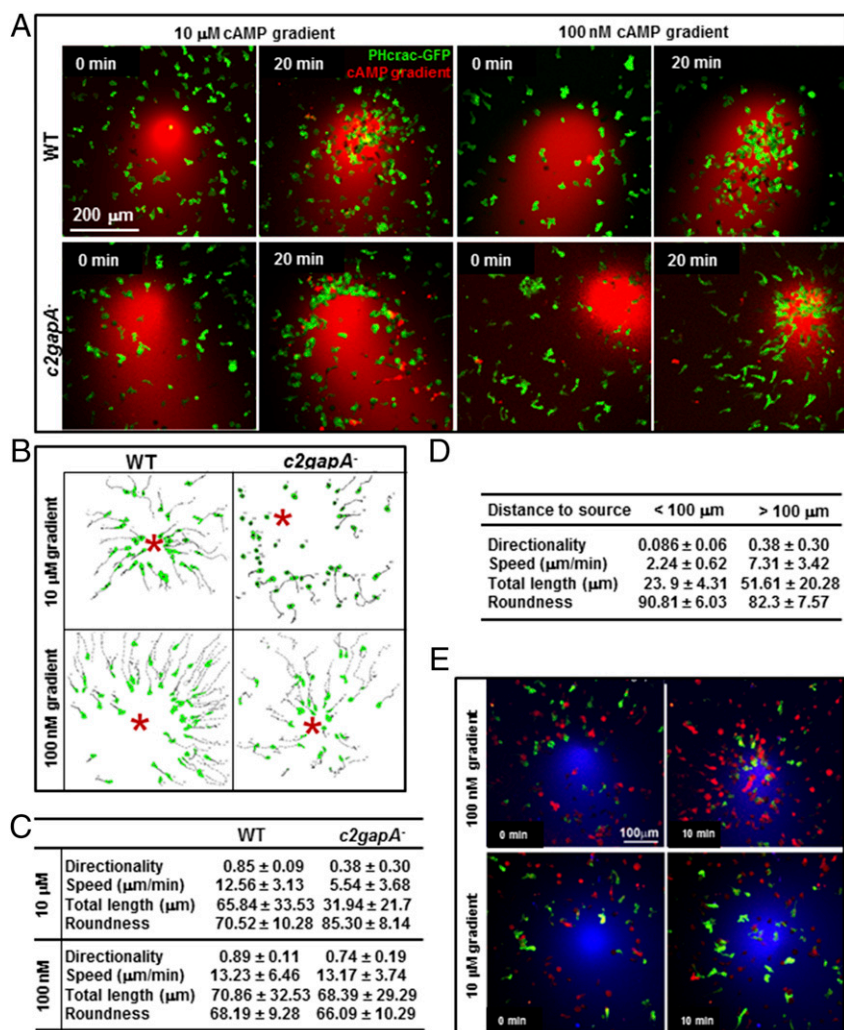 A
10 μM cAMP gradient
100 nM cAMP gradient
0 min
20 min
PHcrac-GFP
cAMP gradient
0 min
20 min
WT
200 μm
0 min
20 min
0 min
20 min
c2gapA-
B
WT
c2gapA-
10 μM gradient
100 nM gradient
C
WT
c2gapA-
10 μM
Directionality 0.85 ± 0.09 0.38 ± 0.30
Speed (μm/min) 12.56 ± 3.13 5.54 ± 3.68
Total length (μm) 65.84 ± 33.53 31.94 ± 21.7
Roundness 70.52 ± 10.28 85.30 ± 8.14
100 nM
Directionality 0.89 ± 0.11 0.74 ± 0.19
Speed (μm/min) 13.23 ± 6.46 13.17 ± 3.74
Total length (μm) 70.86 ± 32.53 68.39 ± 29.29
Roundness 68.19 ± 9.28 66.09 ± 10.29
D
Distance to source < 100 μm > 100 μm
Directionality 0.086 ± 0.06 0.38 ± 0.30
Speed (μm/min) 2.24 ± 0.62 7.31 ± 3.42
Total length (μm) 23. 9 ± 4.31 51.61 ± 20.28
Roundness 90.81 ± 6.03 82.3 ± 7.57
E
100 nM gradient
0 min
100μm
10 min
10 μM gradient
0 min
10 min